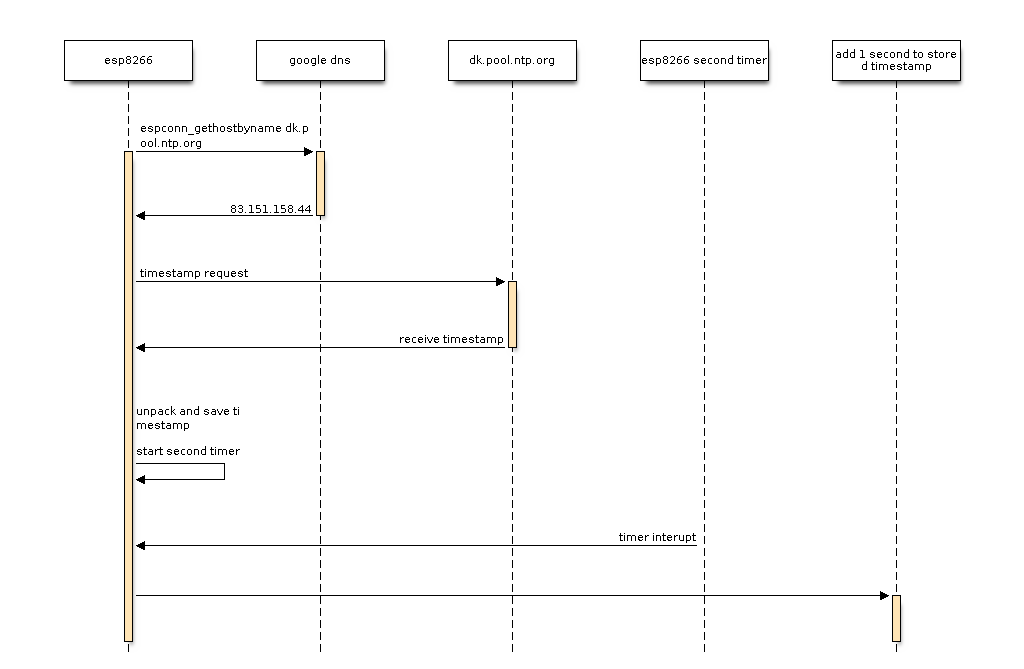 esp8266
google dns
dk.pool.ntp.org
esp8266 second timer
add 1 second to store
d timestamp
espconn_gethostbyname dk.p
ool.ntp.org
83.151.158.44
timestamp request
receive timestamp
unpack and save ti
mestamp
start second timer
timer interupt